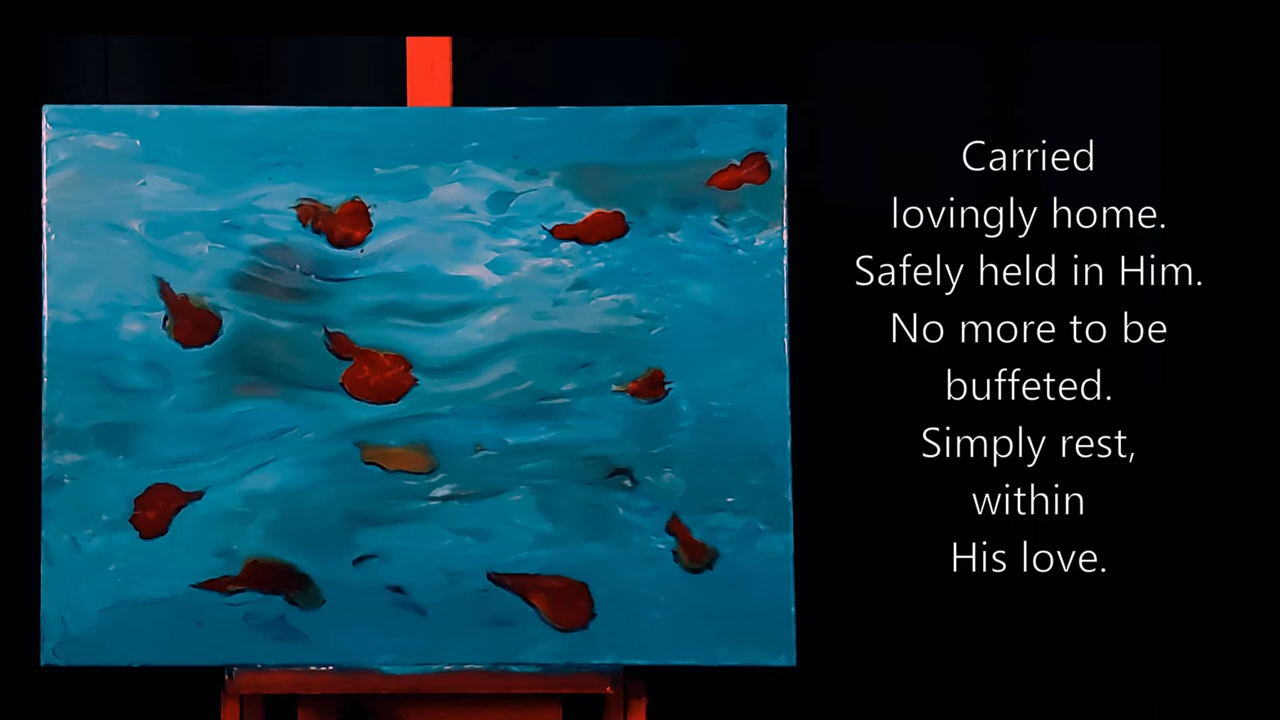 Carried
lovingly home.
Safely held in Him.
No more to be
buffeted.
Simply rest,
within
His love.